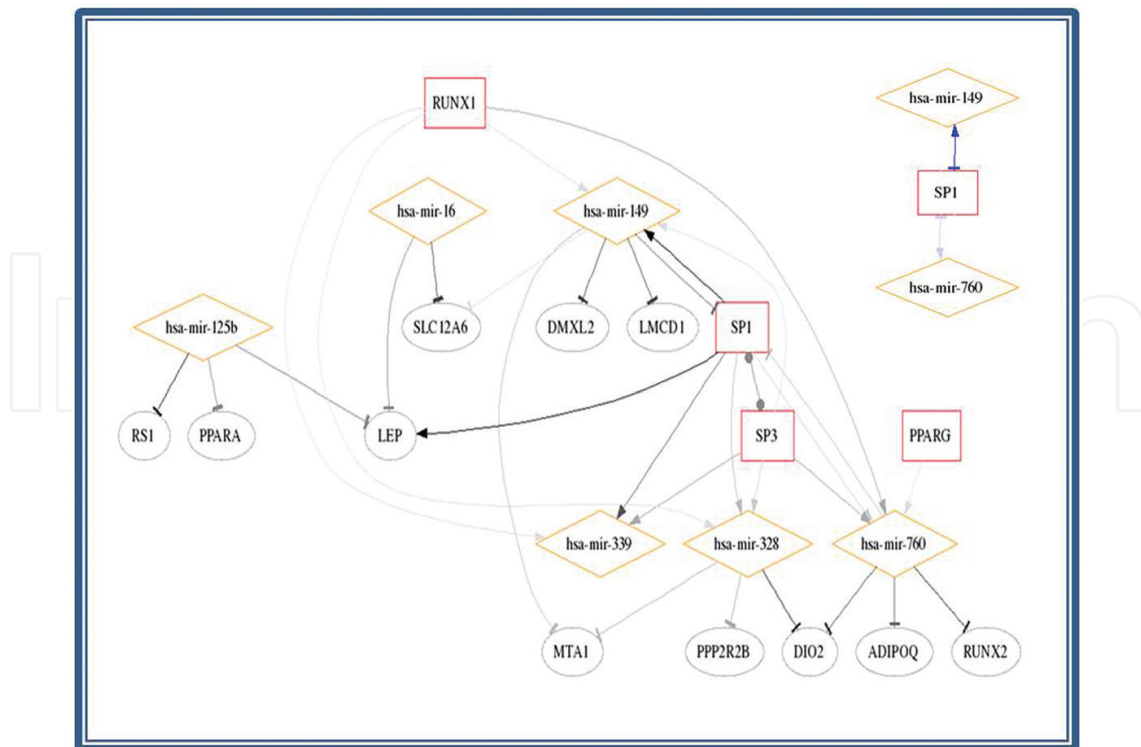 RUNX1
hsa-mir-149
hsa-mir-16
hsa-mir-149
SP1
hsa-mir-760
hsa-mir-125b
SLC12A6
DMXL2
LMCD1
SP1
RS1
PPARA
LEP
SP3
PPARG
hsa-mir-339
hsa-mir-328
hsa-mir-760
MTA1
PPP2R2B
DIO2
ADIPOQ
RUNX2